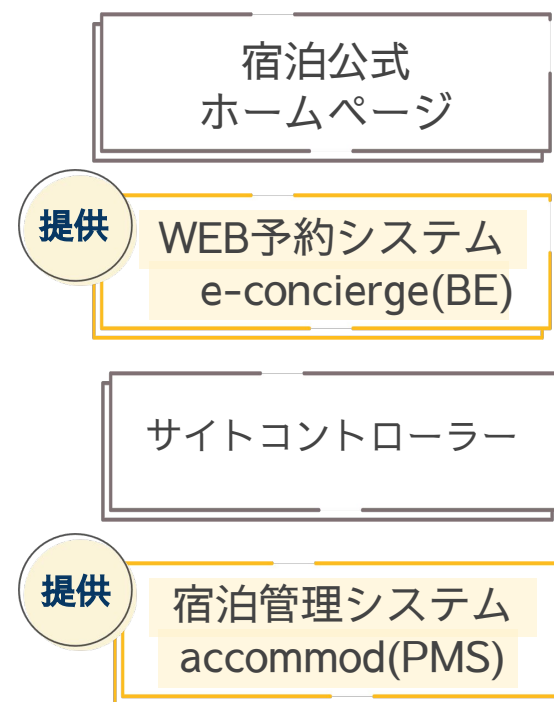 宿泊公式
ホームページ
提供
WEB予約システム
e-concierge(BE)
サイトコントローラー
提供
宿泊管理システム
accommod(PMS)